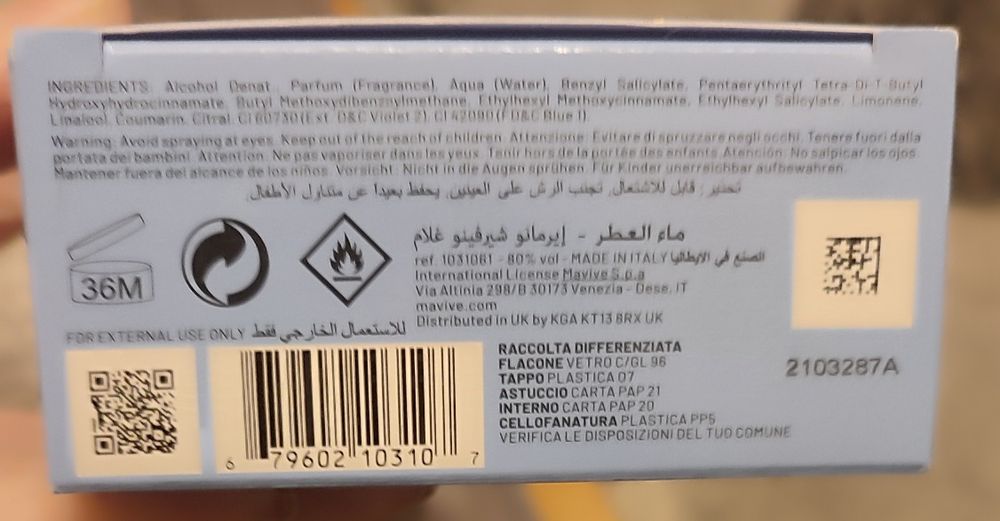 INGREDIENTS: Alcohol Denat., Parfum (Fragrance), Aqua (Water), Benzyl Salicylate, Pentaerythrityl Tetra-Di-T-Butyl
Hydroxyhydrocinnamate, Butyl Methoxydibenzoylmethane, Ethylhexyl Methoxycinnamate, Ethylhexyl Salicylate, Limonene,
Linalool, Coumarin, Citral, CI 60730 (Ext. D&C Violet 2), CI 42090 (FD&C Blue 1).
Warning: Avoid spraying at eyes. Keep out of the reach of children. Attenzione: Evitare di spruzzare negli occhi. Tenere fuori dalla
portata dei bambini. Attention: Ne pas vaporiser dans les yeux. Tenir hors de la portée des enfants. Atención: No salpicar los ojos.
Mantener fuera del alcance de los niños. Vorsicht: Nicht in die Augen sprühen. Für Kinder unerreichbar aufbewahren.
تحذير: قابل للاشتعال. تجنب الرش على العينين. يحفظ بعيدا عن متناول الأطفال.
36M
ماء العطر - إيرمانو شيرفينو غلام
ref. 1031061 - 80% vol - MADE IN ITALY الصنع في الايطاليا
International License Mavive S.p.a
Via Altinia 298/B 30173 Venezia - Dese. IT
mavive.com
Distributed in UK by KGA KT13 8RX UK
FOR EXTERNAL USE ONLY للاستعمال الخارجي فقط
2103287A
RACCOLTA DIFFERENZIATA
FLACONE VETRO C/GL 96
TAPPO PLASTICA 07
ASTUCCIO CARTA PAP 21
INTERNO CARTA PAP 20
CELLOFANATURA PLASTICA PP5
VERIFICA LE DISPOSIZIONI DEL TUO COMUNE
6 79602 10310 7